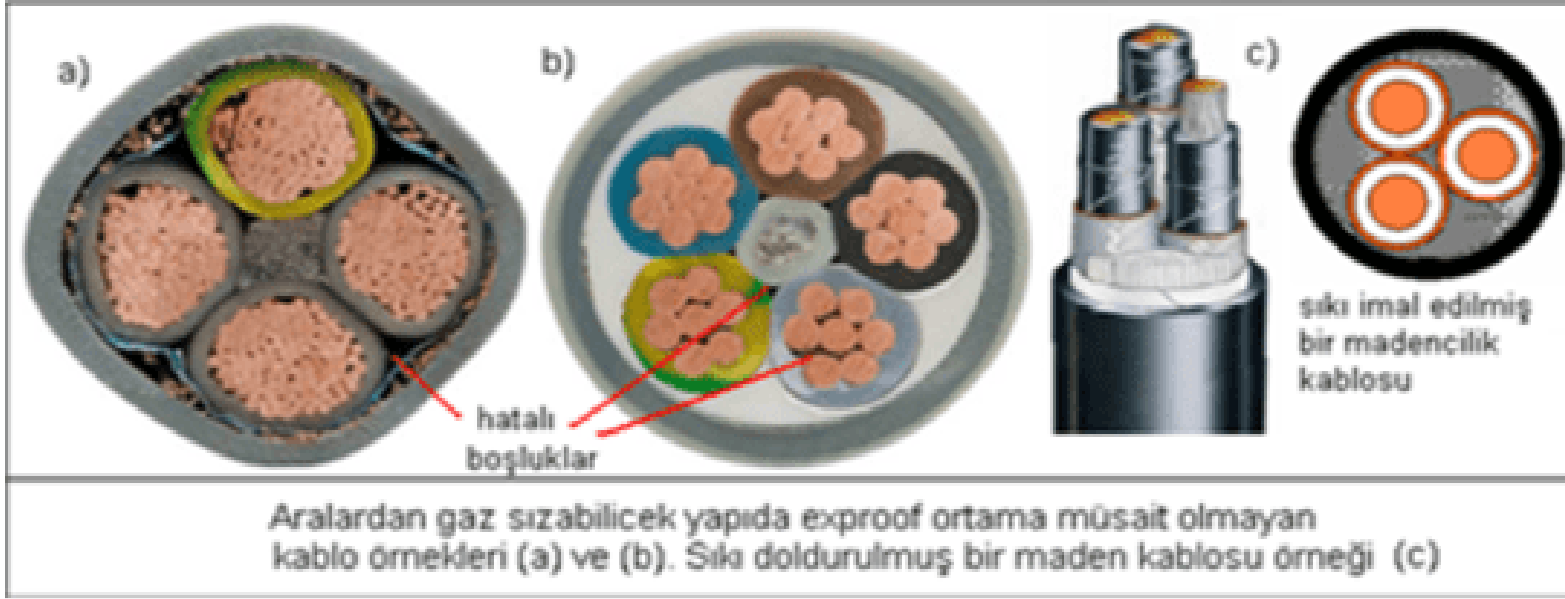 a)
b)
c)
sıkı imal edilmiş
bir madencilik
kablosu
hatalı
boşluklar
Aralardan gaz sızabilicek yapıda exproof ortama müsait olmayan
kablo örnekleri (a) ve (b). Sıkı doldurulmuş bir maden kablosu örneği (c)